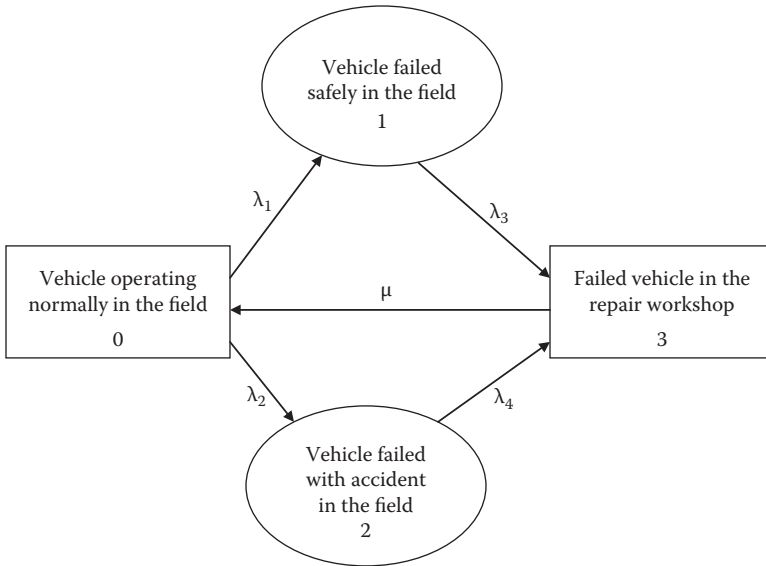 Vehicle failed
safely in the field
1
λ1
λ3
Vehicle operating
normally in the field
0
μ
Failed vehicle in the
repair workshop
3
λ2
λ4
Vehicle failed
with accident
in the field
2